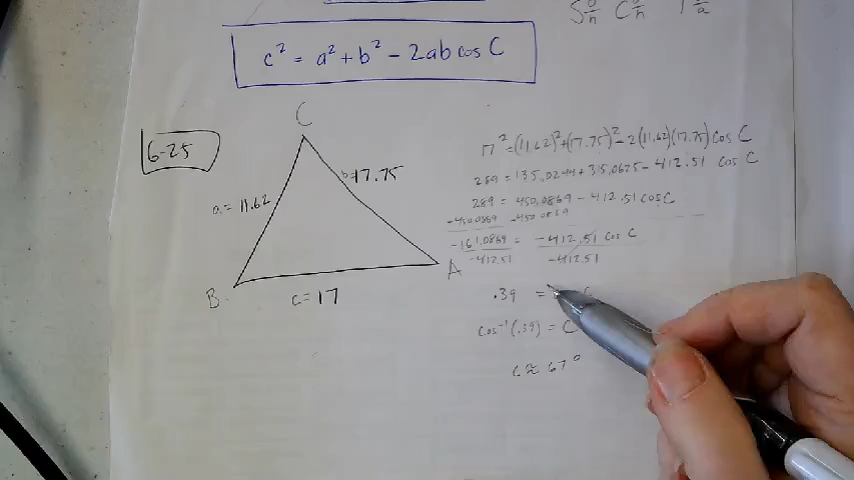 S o/h C a/h T o/a
c² = a² + b² - 2ab cos C
6-25
C
a = 11.62
b=17.75
B
A
c = 17
17² = (11.62)² + (17.75)² - 2(11.62)(17.75) cos C
289 = 135.0244 + 315.0625 - 412.51 cos C
289 = 450.0869 - 412.51 cos C
-450.0869 -450.0869
-161.0869 = -412.51 cos C
-412.51 -412.51
.39 = C
cos⁻¹(.39) = C
C ≈ 67°